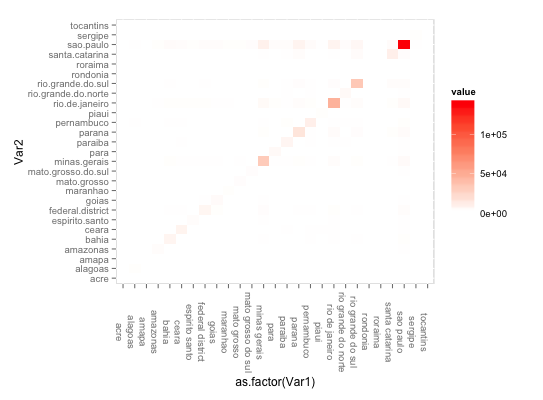 tocantins
sergipe
sao.paulo
santa.catarina
roraima
rondonia
rio.grande.do.sul
rio.grande.do.norte
rio.de.janeiro
piaui
pernambuco
parana
paraiba
para
minas.gerais
mato.grosso.do.sul
mato.grosso
maranhao
goias
federal.district
espirito.santo
ceara
bahia
amazonas
amapa
alagoas
acre
Var2
acre
alagoas
amapa
amazonas
bahia
ceara
espirito santo
federal district
goias
maranhao
mato grosso
mato grosso do sul
minas gerais
para
paraiba
parana
pernambuco
piaui
rio de janeiro
rio grande do norte
rio grande do sul
rondonia
roraima
santa catarina
sao paulo
sergipe
tocantins
as.factor(Var1)
value
1e+05
5e+04
0e+00